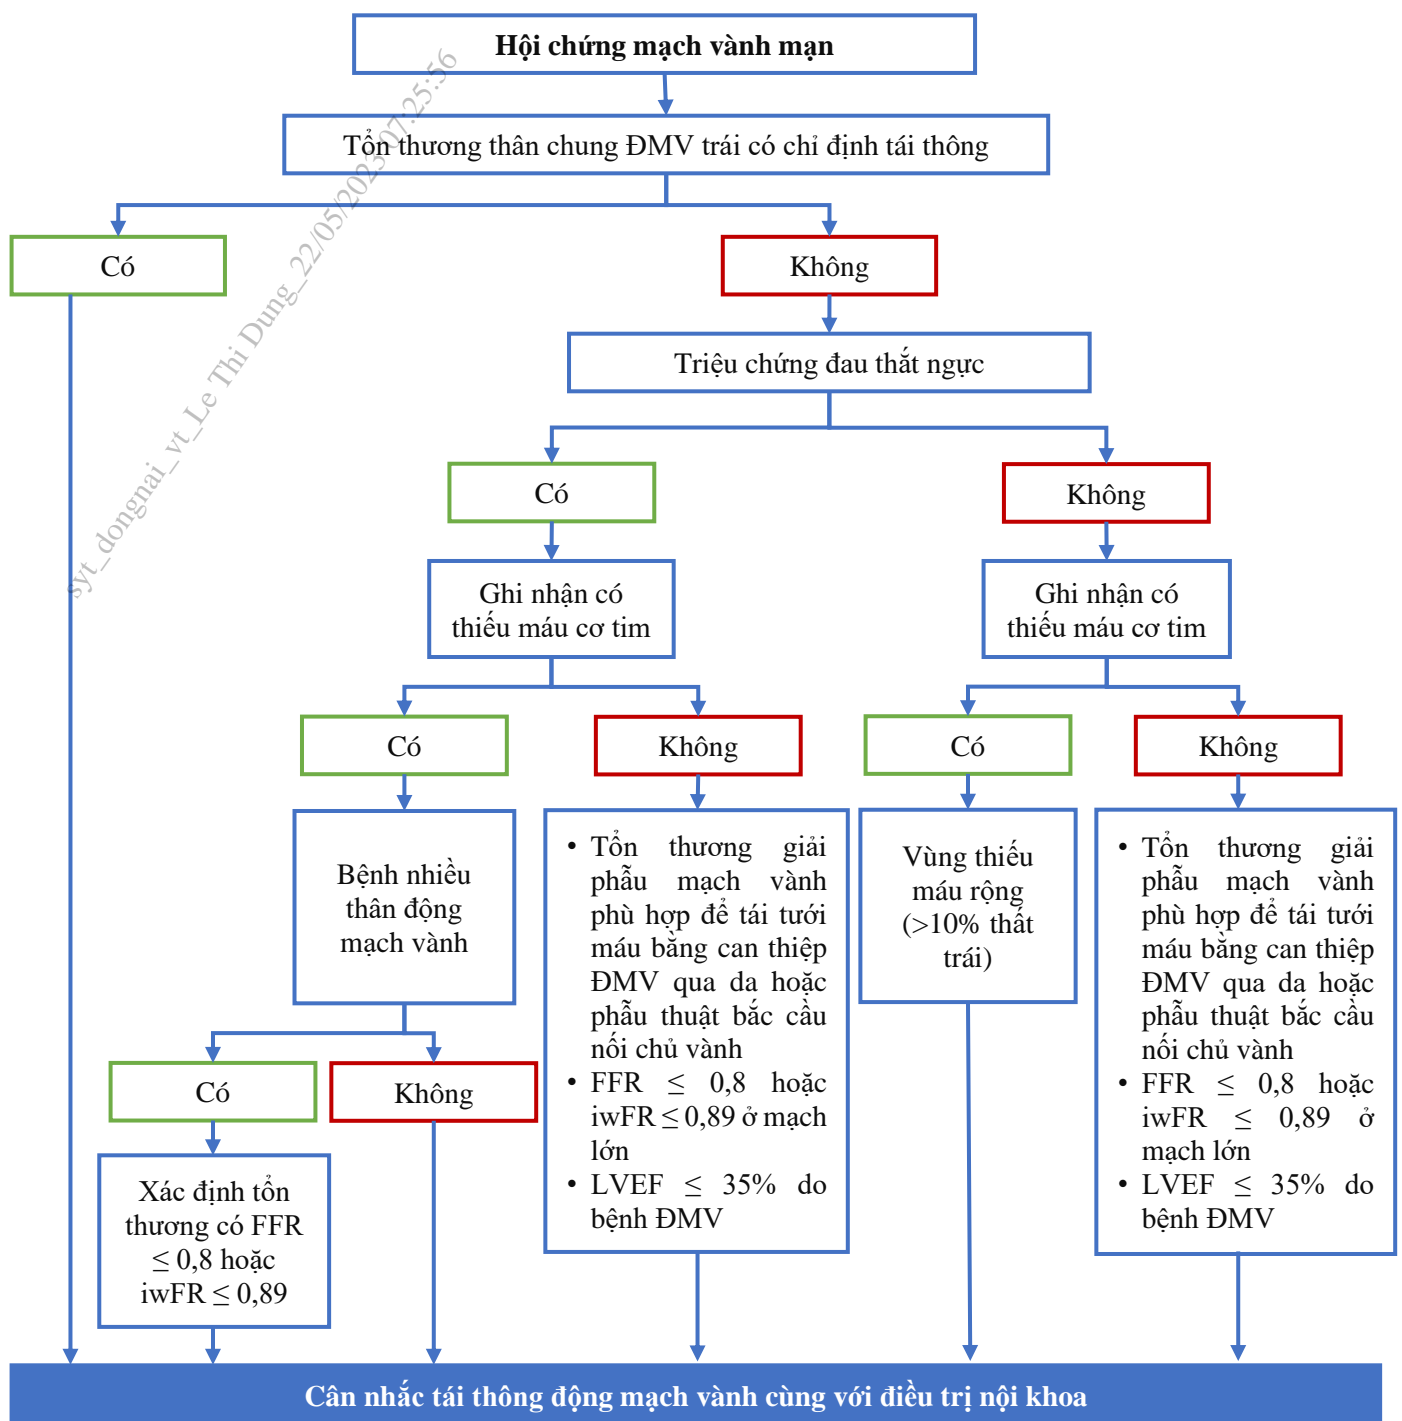 Hội chứng mạch vành mạn
Tổn thương thân chung ĐMV trái có chỉ định tái thông
Có
Không
Triệu chứng đau thắt ngực
Có
Không
Ghi nhận có
thiếu máu cơ tim
Ghi nhận có
thiếu máu cơ tim
Có
Không
Có
Không
Bệnh nhiều
thân động
mạch vành
• Tổn thương giải
phẫu mạch vành
phù hợp để tái tưới
máu bằng can thiệp
ĐMV qua da hoặc
phẫu thuật bắc cầu
nối chủ vành
• FFR ≤ 0,8 hoặc
iwFR ≤ 0,89 ở mạch
lớn
• LVEF ≤ 35% do
bệnh ĐMV
Vùng thiếu
máu rộng
(>10% thất
trái)
• Tổn thương giải
phẫu mạch vành
phù hợp để tái tưới
máu bằng can thiệp
ĐMV qua da hoặc
phẫu thuật bắc cầu
nối chủ vành
• FFR ≤ 0,8 hoặc
iwFR ≤ 0,89 ở
mạch lớn
• LVEF ≤ 35% do
bệnh ĐMV
Có
Không
Xác định tổn
thương có FFR
≤ 0,8 hoặc
iwFR ≤ 0,89
Cân nhắc tái thông động mạch vành cùng với điều trị nội khoa
syt_dongnai_vt_Le Thi Dung_22/05/2023 07:25:56